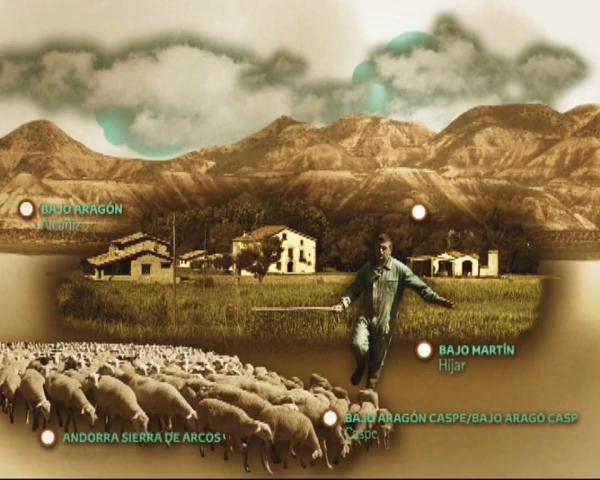 BAJO ARAGÓN
Alcañiz
BAJO MARTÍN
Híjar
BAJO ARAGÓN CASPE/BAJO ARAGÓ CASP
Caspe
ANDORRA SIERRA DE ARCOS